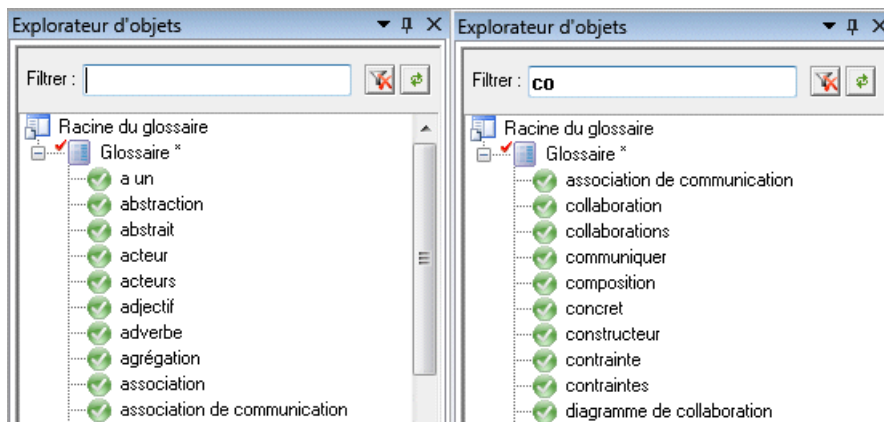 Explorateur d'objets
Filtrer :
Racine du glossaire
Glossaire *
a un
abstraction
abstrait
acteur
acteurs
adjectif
adverbe
agrégation
association
association de communication
Explorateur d'objets
Filtrer : co
Racine du glossaire
Glossaire *
association de communication
collaboration
collaborations
communiquer
composition
concret
constructeur
contrainte
contraintes
diagramme de collaboration